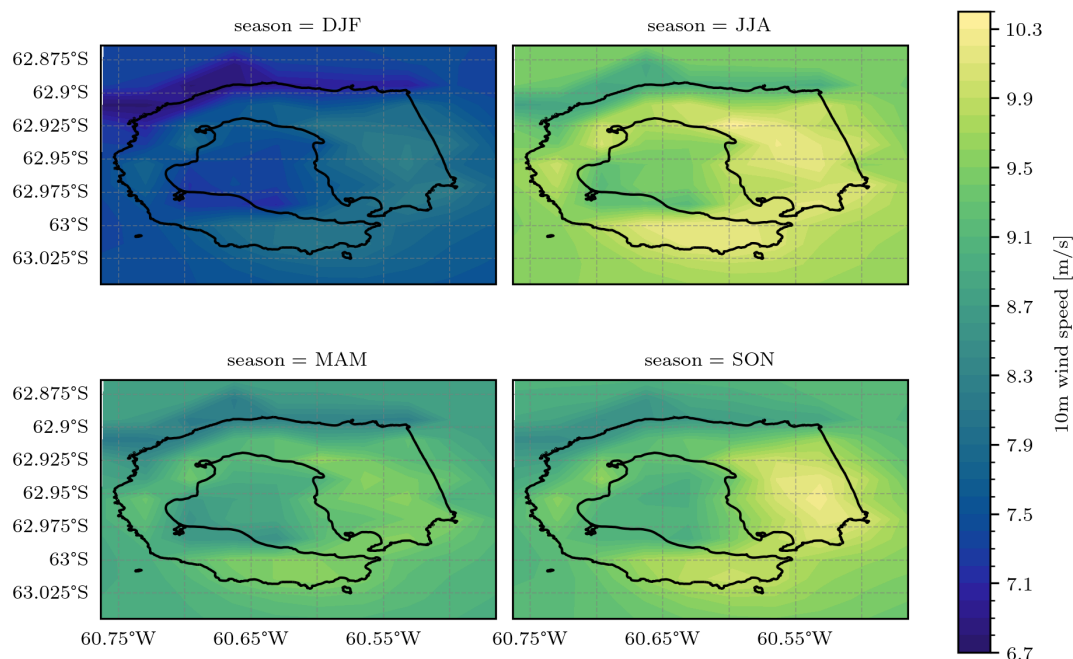 season = DJF
season = JJA
62.875°S
62.9°S
62.925°S
62.95°S
62.975°S
63°S
63.025°S
season = MAM
season = SON
62.875°S
62.9°S
62.925°S
62.95°S
62.975°S
63°S
63.025°S
60.75°W
60.65°W
60.55°W
60.75°W
60.65°W
60.55°W
10.3
9.9
9.5
9.1
8.7
8.3
7.9
7.5
7.1
6.7
10m wind speed [m/s]